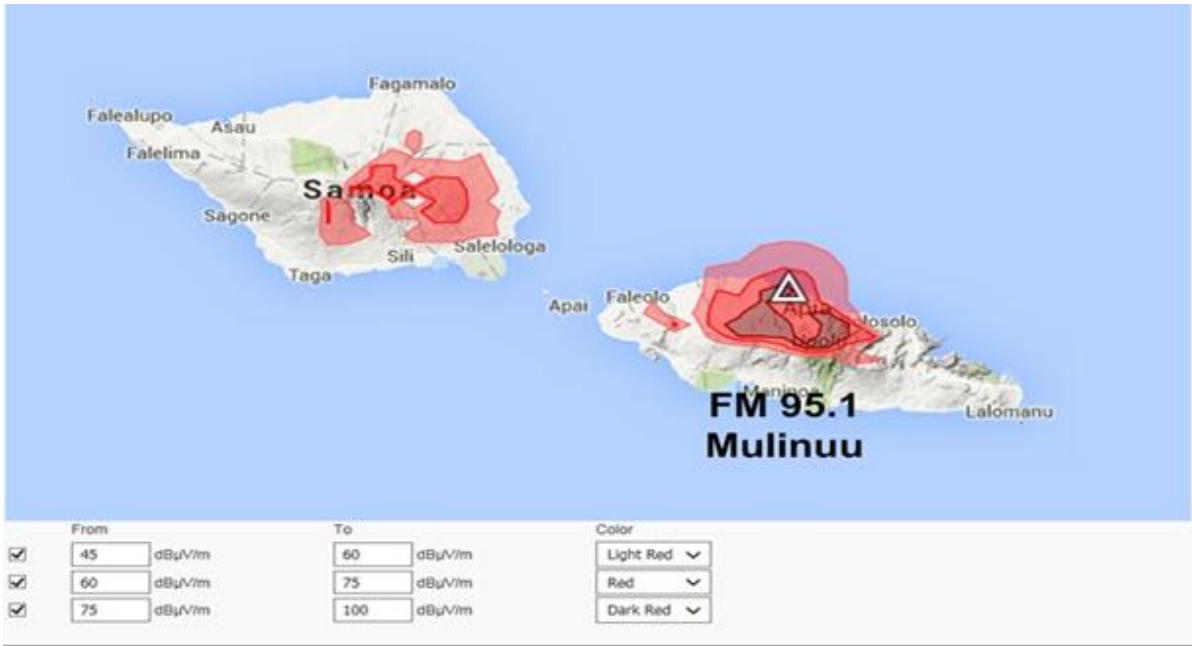 Fagamalo
Falealupo
Asau
Falelima
Samoa
Sagone
Salelologa
Sili
Taga
Apai
Faleolo
Apia
Upolu
Lalomanu
FM 95.1
Mulinuu
From To Color
45 dBµV/m 60 dBµV/m Light Red
60 dBµV/m 75 dBµV/m Red
75 dBµV/m 100 dBµV/m Dark Red